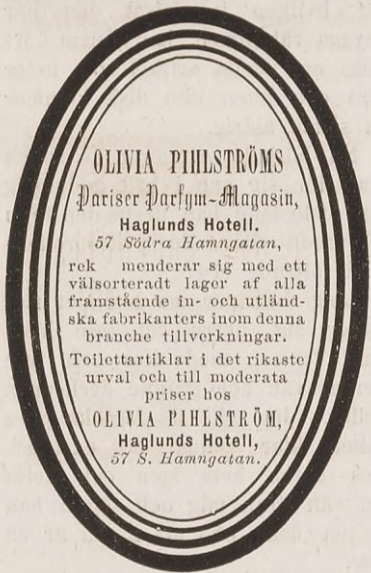 OLIVIA PIHLSTRÖMS
Pariser Parfym-Magasin,
Haglunds Hotell.
57 Södra Hamngatan,
rek menderar sig med ett
välsorteradt lager af alla
framstående in- och utländ-
ska fabrikanters inom denna
branche tillverkningar.
Toilettartiklar i det rikaste
urval och till moderata
priser hos
OLIVIA PIHLSTRÖM,
Haglunds Hotell,
57 S. Hamngatan.